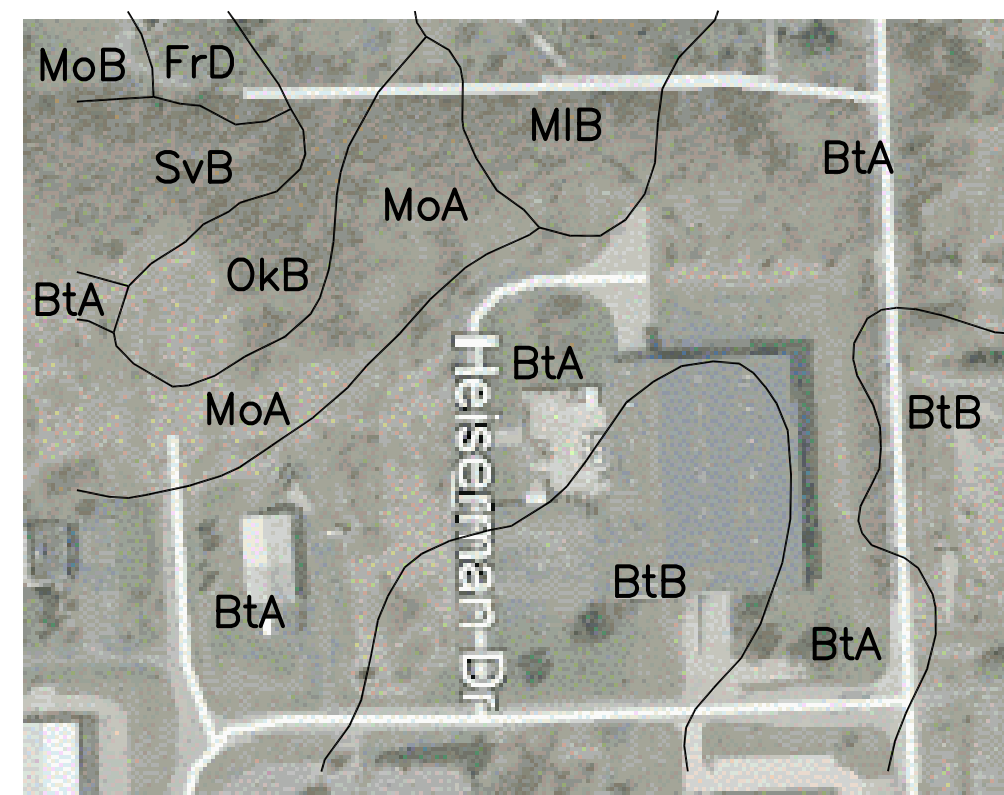 MoB
FrD
MlB
BtA
SvB
MoA
OkB
BtA
BtA
MoA
BtB
Heiserman Dr
BtB
BtA
BtA